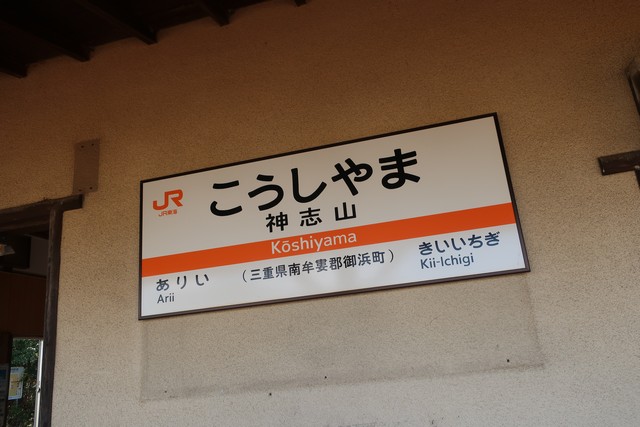 JR
JR東海
こうしやま
神志山
Kōshiyama
ありい
Arii
（三重県南牟婁郡御浜町）
きいいちぎ
Kii-Ichigi